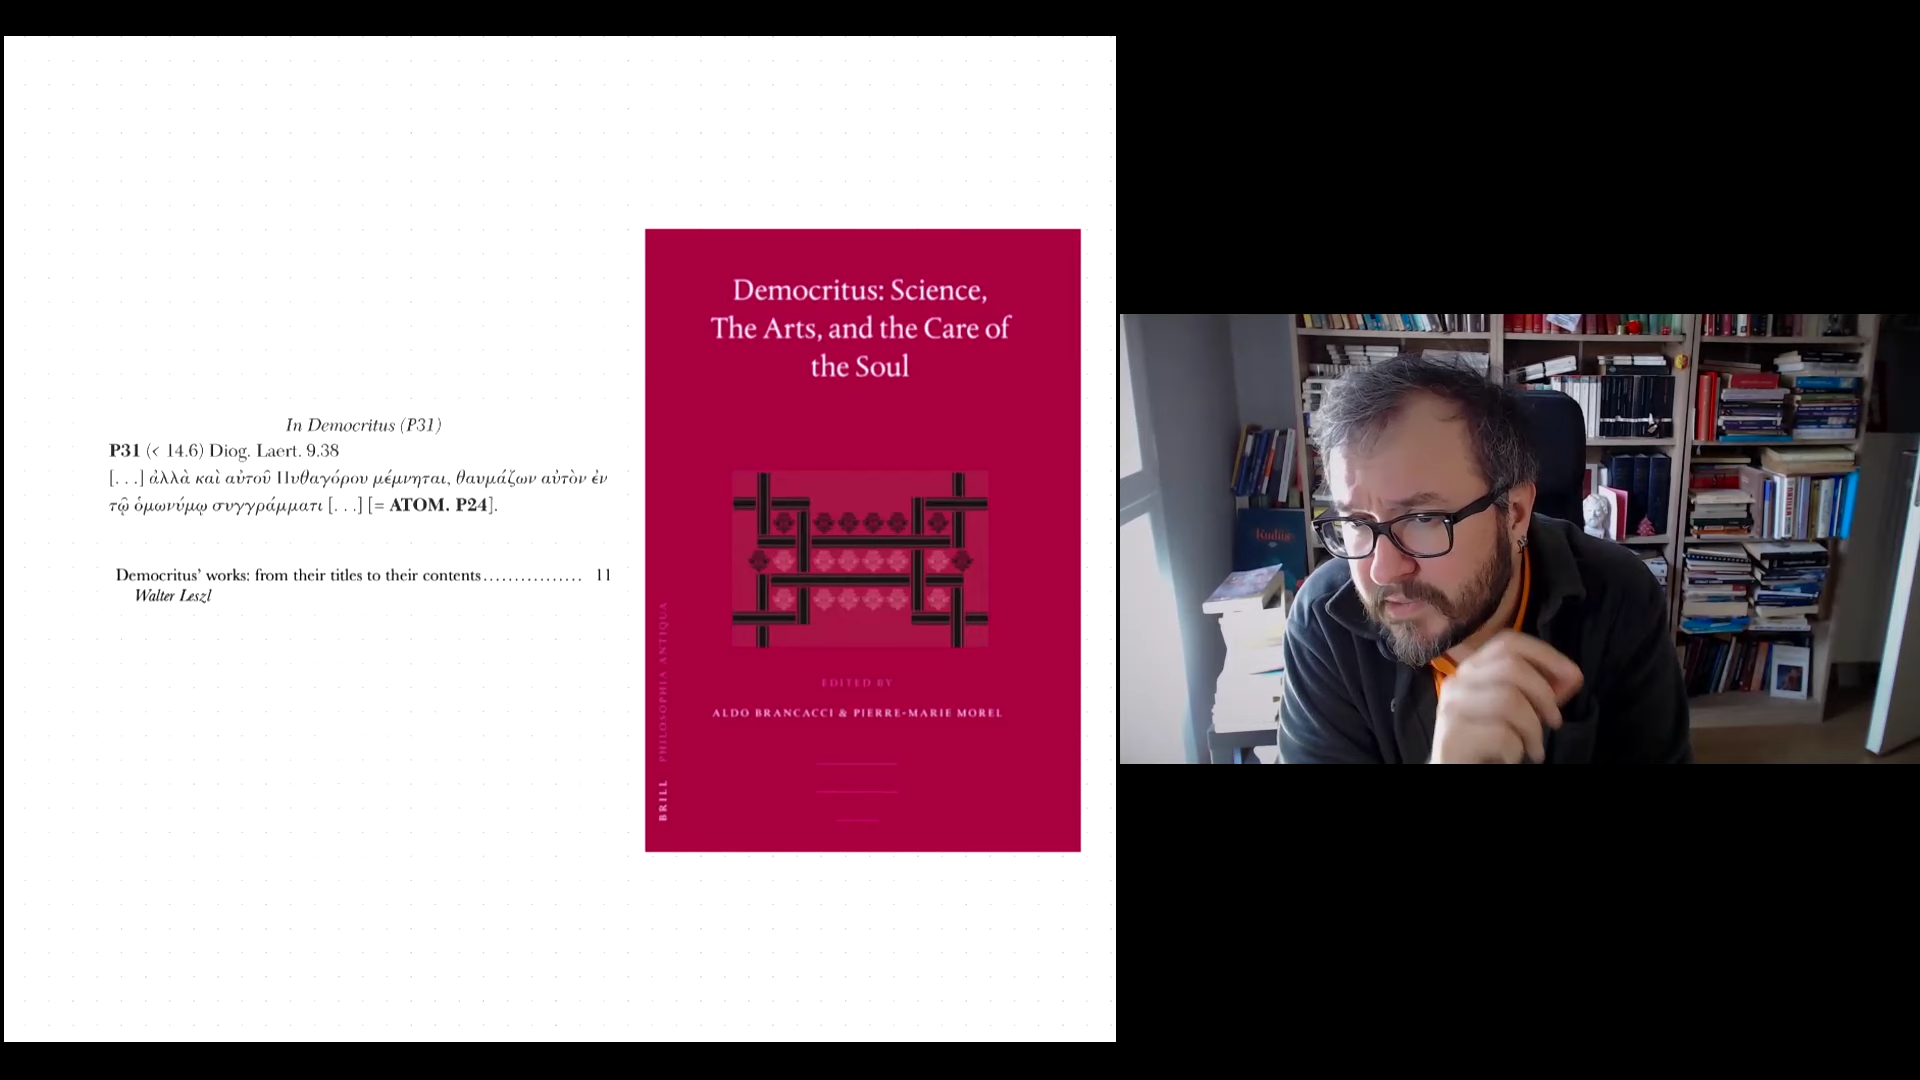 In Democritus (P31)
P31 (< 14.6) Diog. Laert. 9.38
[. . .] ἀλλὰ καὶ αὐτοῦ Πυθαγόρου μέμνηται, θαυμάζων αὐτὸν ἐν
τῷ ὁμωνύμῳ συγγράμματι [. . .] [= ATOM. P24].
Democritus’ works: from their titles to their contents................ 11
Walter Leszl
Democritus: Science,
The Arts, and the Care of
the Soul
EDITED BY
ALDO BRANCACCI & PIERRE-MARIE MOREL
BRILL PHILOSOPHIA ANTIQUA